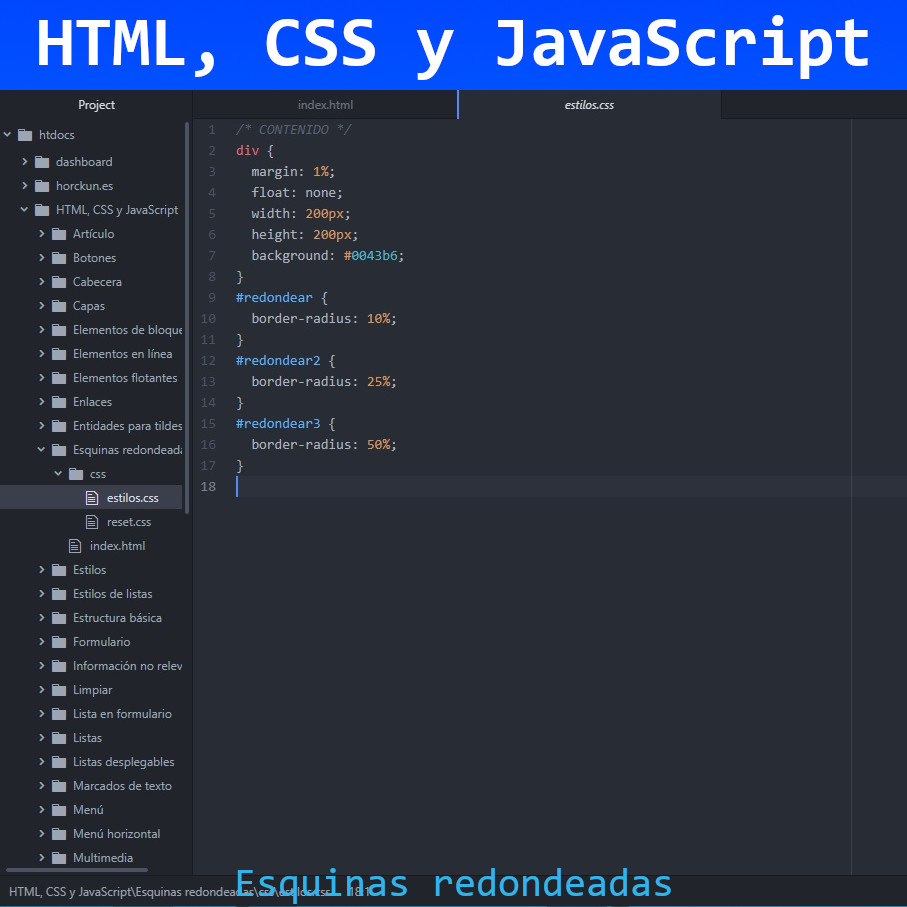 HTML, CSS y JavaScript
Project
index.html
estilos.css
htdocs
dashboard
horckun.es
HTML, CSS y JavaScript
Artículo
Botones
Cabecera
Capas
Elementos de bloque
Elementos en línea
Elementos flotantes
Enlaces
Entidades para tildes
Esquinas redondeada
css
estilos.css
reset.css
index.html
Estilos
Estilos de listas
Estructura básica
Formulario
Información no relev
Limpiar
Lista en formulario
Listas
Listas desplegables
Marcados de texto
Menú
Menú horizontal
Multimedia
1 /* CONTENIDO */
2 div {
3 margin: 1%;
4 float: none;
5 width: 200px;
6 height: 200px;
7 background: #0043b6;
8 }
9 #redondear {
10 border-radius: 10%;
11 }
12 #redondear2 {
13 border-radius: 25%;
14 }
15 #redondear3 {
16 border-radius: 50%;
17 }
18
HTML, CSS y JavaScript\Esquinas redondeadas\css\estilos.css 18:1
Esquinas redondeadas